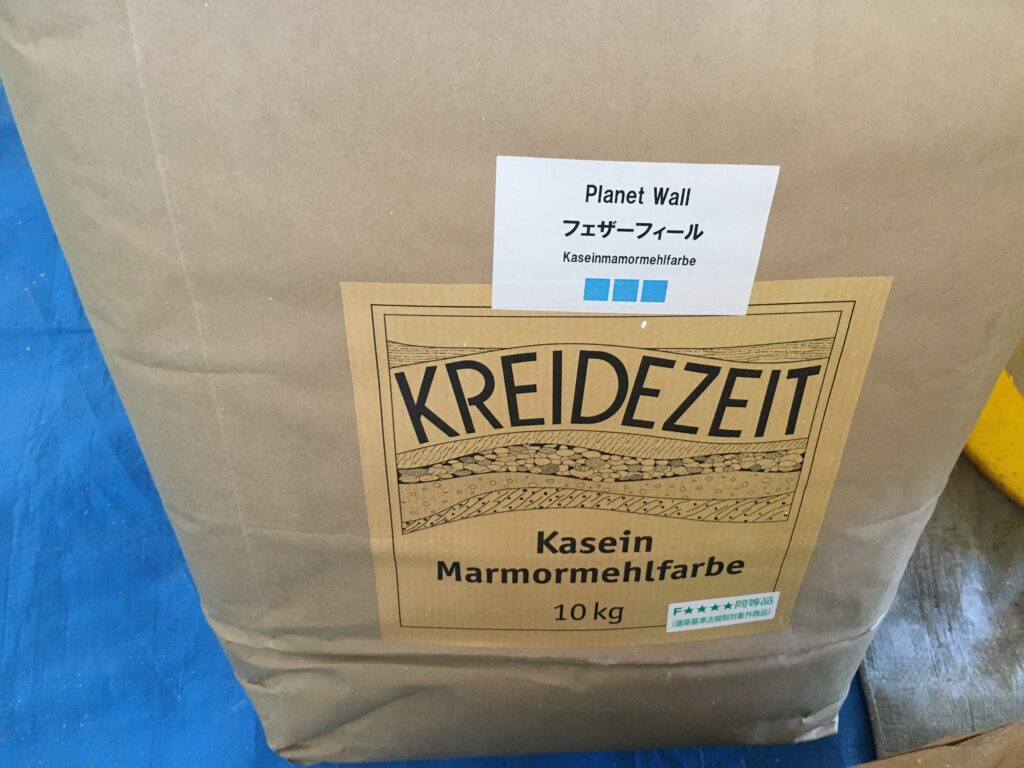 Planet Wall
フェザーフィール
Kaseinmamormehlfarbe
KREIDEZEIT
Kasein
Marmormehlfarbe
10 kg
F★★★★同等品
(建築基準法規制対象外商品)